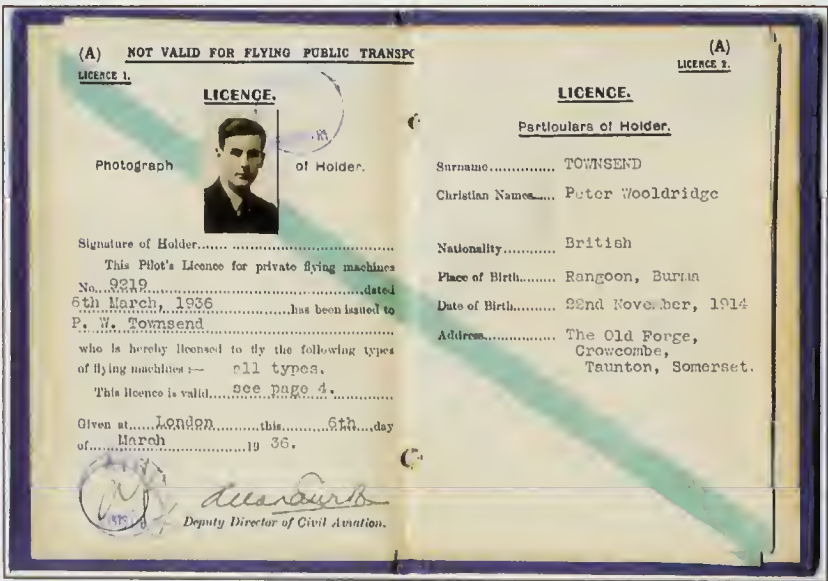 (A) NOT VALID FOR FLYING PUBLIC TRANSPO
LICENCE 1.
LICENCE.
Photograph of Holder.
Signature of Holder
This Pilot's Licence for private flying machines
No. 9219 dated
6th March, 1936 has been issued to
P. W. Townsend
who is hereby licensed to fly the following types
of flying machines :— all types.
This licence is valid see page 4.
Given at London this 6th day
of March 19 36.
Deputy Director of Civil Aviation.
(A)
LICENCE 2.
LICENCE.
Particulars of Holder.
Surname TOWNSEND
Christian Names Peter Wooldridge
Nationality British
Place of Birth Rangoon, Burma
Date of Birth 22nd November, 1914
Address The Old Forge,
Crowcombe,
Taunton, Somerset.